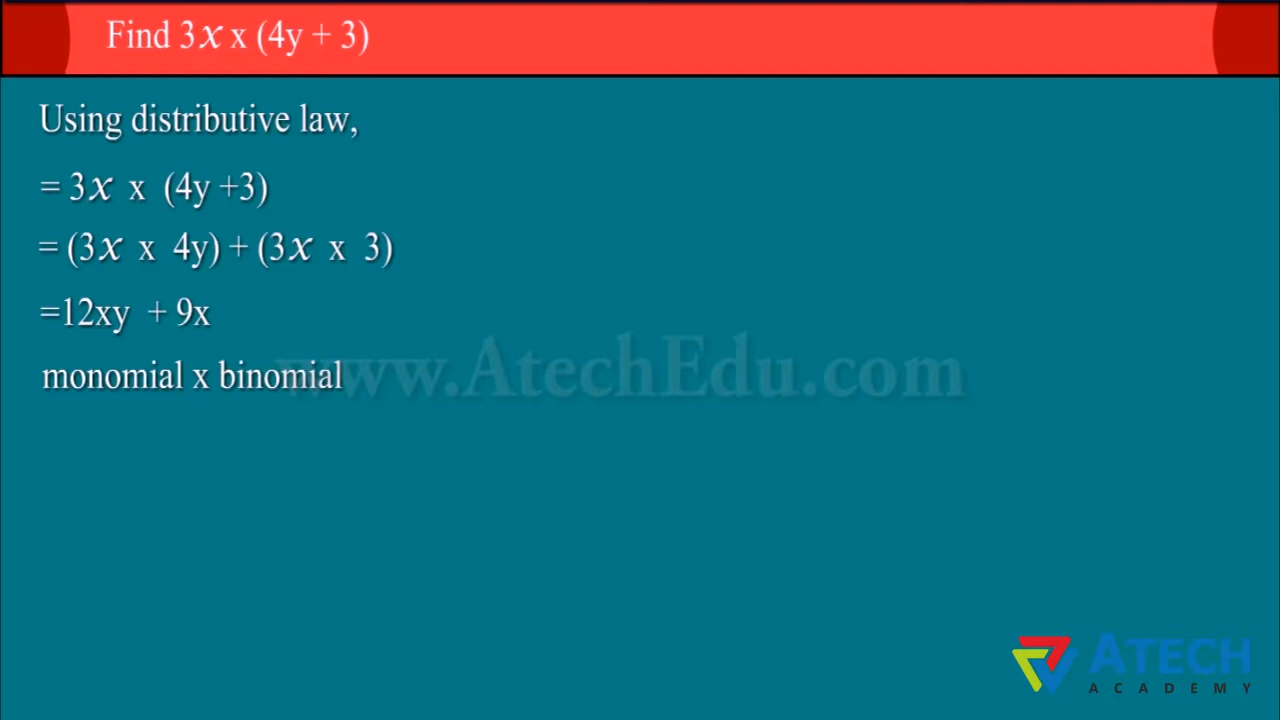 Find 3x x (4y + 3)
Using distributive law,
= 3x x (4y +3)
= (3x x 4y) + (3x x 3)
=12xy + 9x
monomial x binomial
www.AtechEdu.com
ATECH
ACADEMY